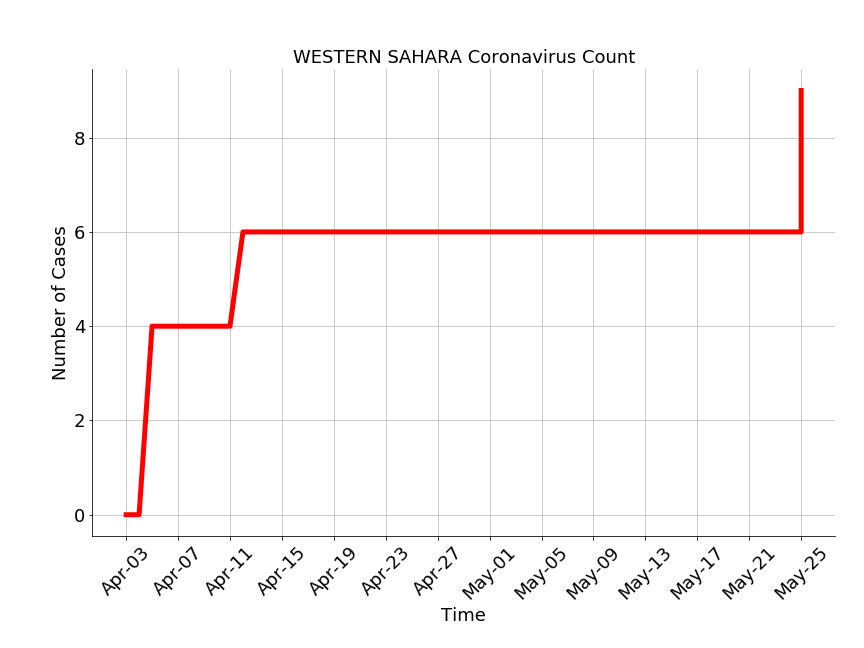 WESTERN SAHARA Coronavirus Count
Number of Cases
8
6
4
2
0
Apr-03
Apr-07
Apr-11
Apr-15
Apr-19
Apr-23
Apr-27
May-01
May-05
May-09
May-13
May-17
May-21
May-25
Time